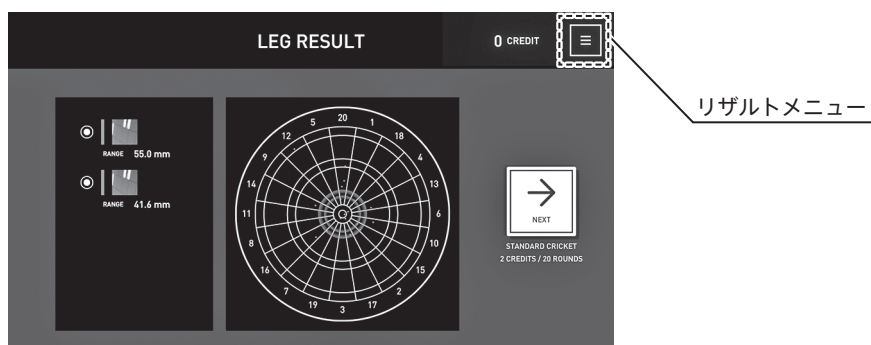 LEG RESULT
0 CREDIT
リザルトメニュー
RANGE 55.0 mm
RANGE 41.6 mm
20
1
18
4
13
6
10
15
2
17
3
19
7
16
8
11
14
9
12
5
NEXT
STANDARD CRICKET
2 CREDITS / 20 ROUNDS